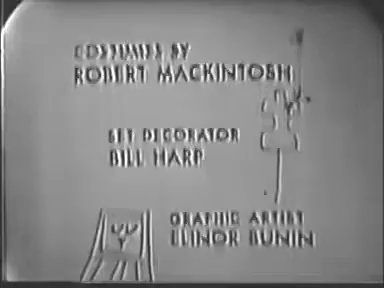 COSTUMES BY
ROBERT MACKINTOSH
SET DECORATOR
BILL HARP
GRAPHIC ARTIST
ELINOR BUNIN